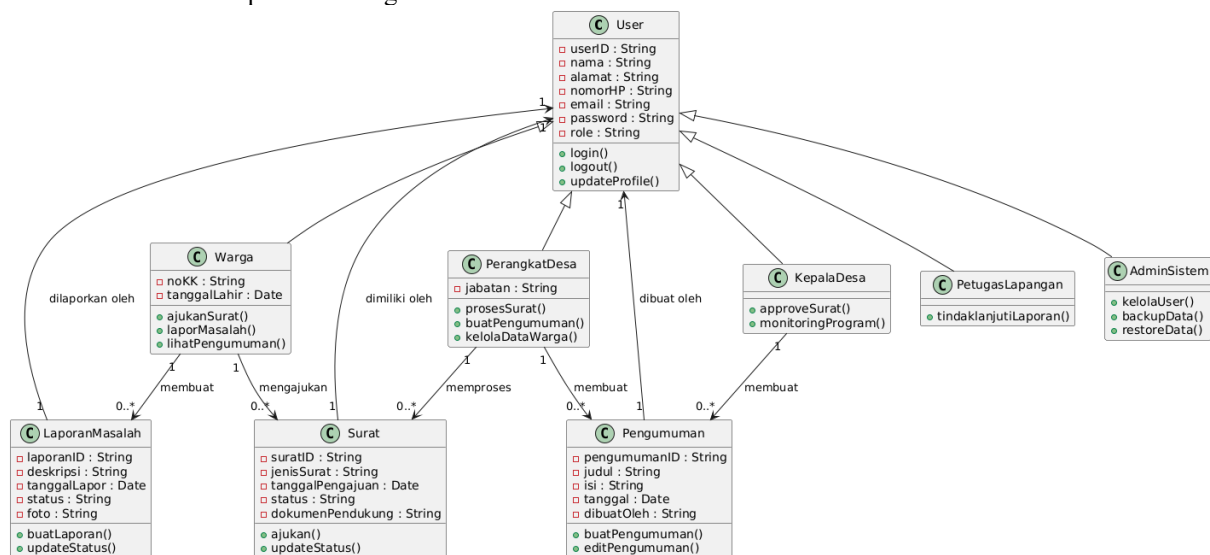 C User
userID : String
nama : String
alamat : String
nomorHP : String
email : String
password : String
role : String
login()
logout()
updateProfile()
1
1
1
C Warga
noKK : String
tanggalLahir : Date
ajukanSurat()
laporMasalah()
lihatPengumuman()
C PerangkatDesa
jabatan : String
prosesSurat()
buatPengumuman()
kelolaDataWarga()
C KepalaDesa
approveSurat()
monitoringProgram()
C PetugasLapangan
tindaklanjutiLaporan()
C AdminSistem
kelolaUser()
backupData()
restoreData()
dilaporkan oleh
dimiliki oleh
dibuat oleh
1
1
1
1
1
membuat
mengajukan
memproses
membuat
membuat
1
0..*
0..*
1
0..*
0..*
1
0..*
C LaporanMasalah
laporanID : String
deskripsi : String
tanggalLapor : Date
status : String
foto : String
buatLaporan()
updateStatus()
C Surat
suratID : String
jenisSurat : String
tanggalPengajuan : Date
status : String
dokumenPendukung : String
ajukan()
updateStatus()
C Pengumuman
pengumumanID : String
judul : String
isi : String
tanggal : Date
dibuatOleh : String
buatPengumuman()
editPengumuman()